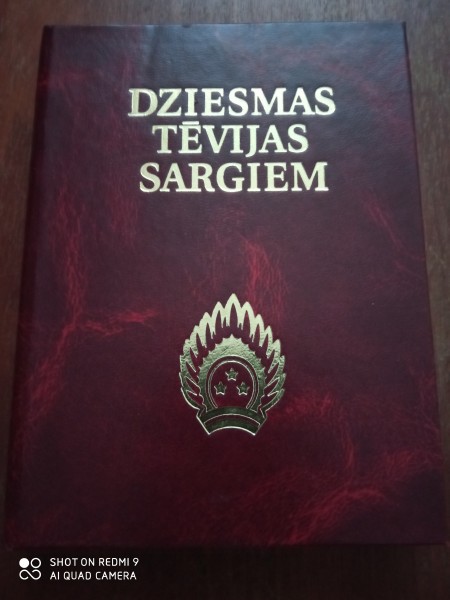 DZIESMAS
TĒVIJAS
SARGIEM
SHOT ON REDMI 9
AI QUAD CAMERA